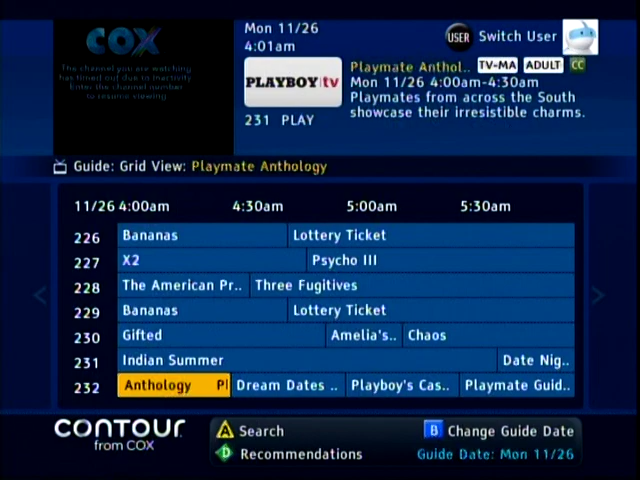 COX
The channel you are watching
has timed out due to inactivity
Enter the channel number
to resume viewing.
Mon 11/26
4:01am
USER Switch User
PLAYBOY tv
231 PLAY
Playmate Anthol.. TV-MA ADULT CC
Mon 11/26 4:00am-4:30am
Playmates from across the South
showcase their irresistible charms.
Guide: Grid View: Playmate Anthology
11/26 4:00am 4:30am 5:00am 5:30am
226 Bananas Lottery Ticket
227 X2 Psycho III
228 The American Pr.. Three Fugitives
229 Bananas Lottery Ticket
230 Gifted Amelia's.. Chaos
231 Indian Summer Date Nig..
232 Anthology Pl Dream Dates .. Playboy's Cas.. Playmate Guid..
contour
from COX
A Search
B Change Guide Date
D Recommendations
Guide Date: Mon 11/26